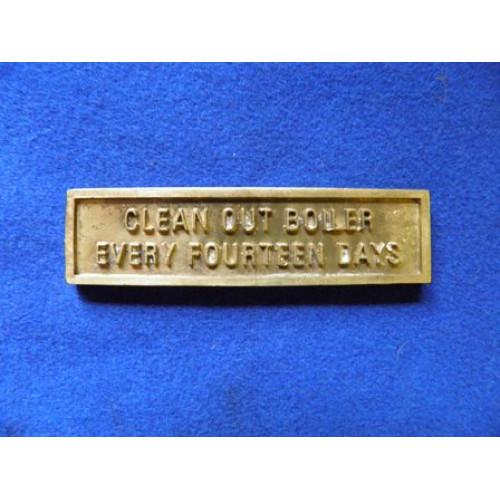 CLEAN OUT BOILER
EVERY FOURTEEN DAYS